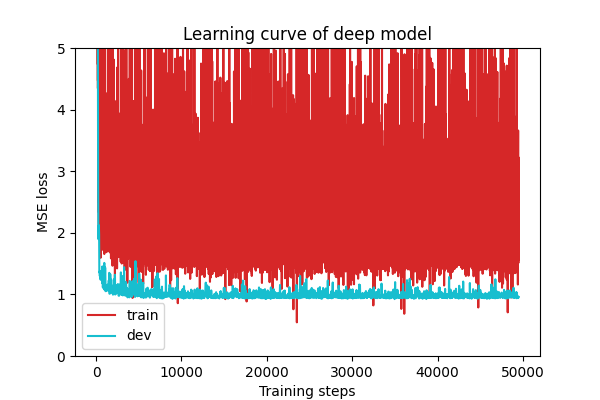 Learning curve of deep model
5
4
3
2
1
0
MSE loss
train
dev
0 10000 20000 30000 40000 50000
Training steps